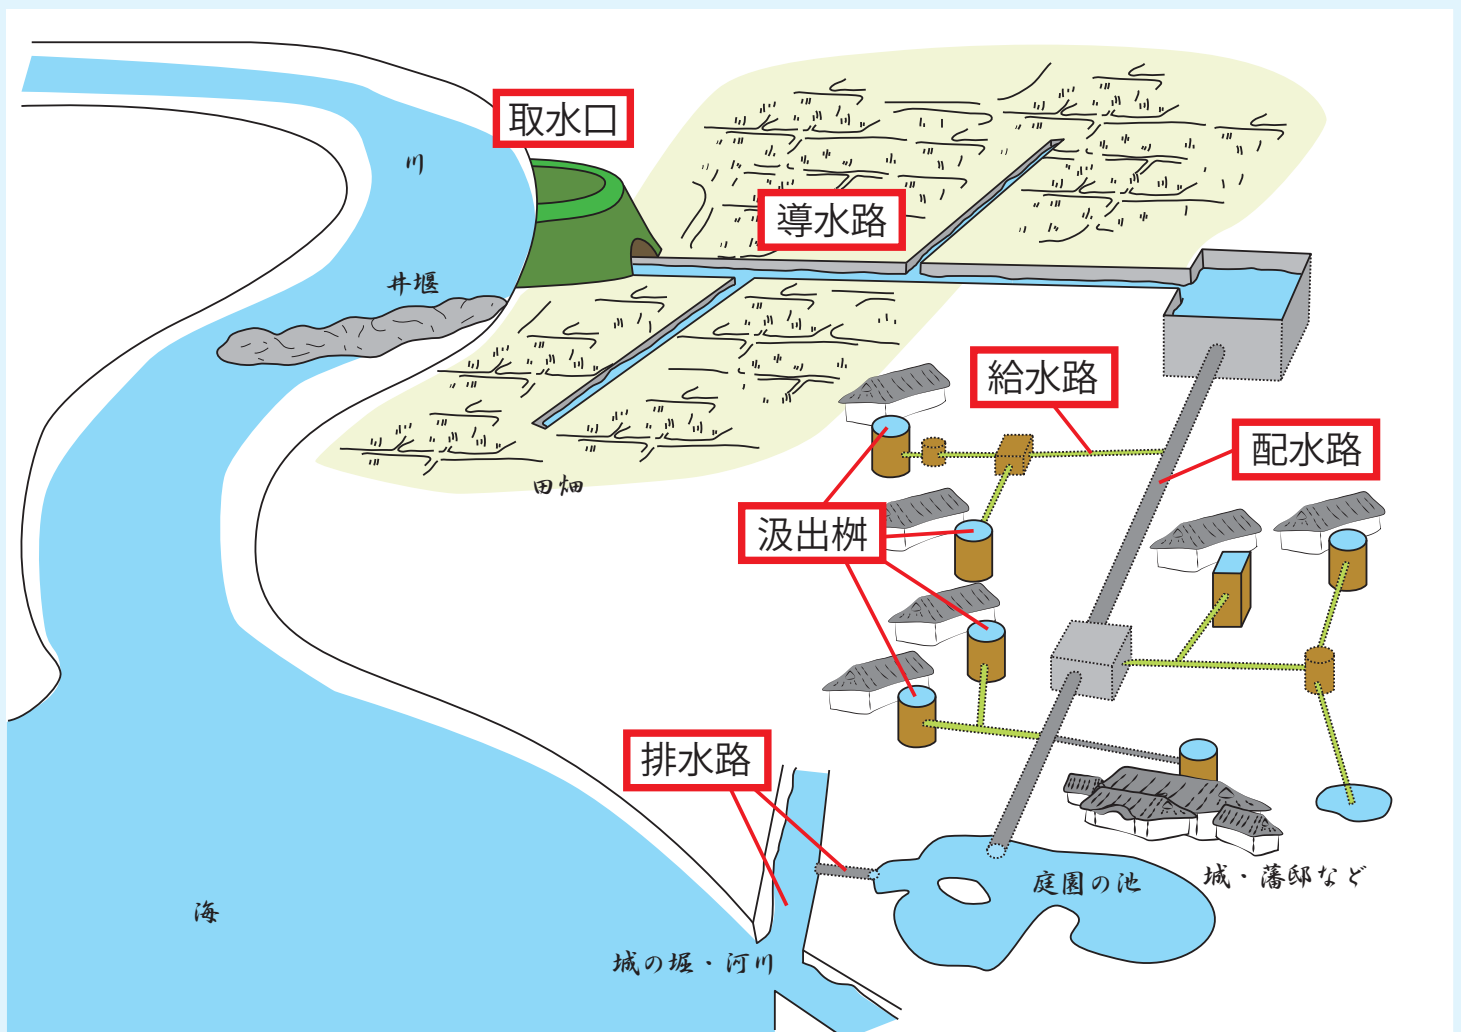 取水口
川
導水路
井堰
給水路
配水路
田畑
汲出桝
排水路
庭園の池
城・藩邸など
海
城の堀・河川